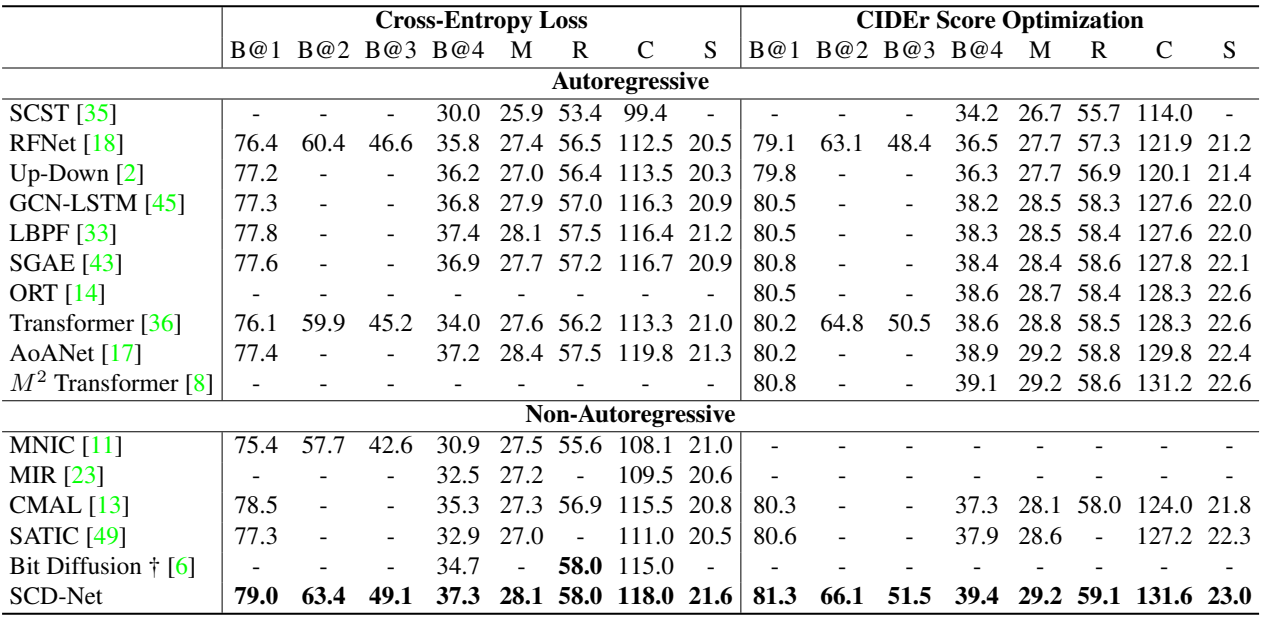 Cross-Entropy Loss CIDEr Score Optimization
B@1 B@2 B@3 B@4 M R C S B@1 B@2 B@3 B@4 M R C S
Autoregressive
SCST [35] - - - 30.0 25.9 53.4 99.4 - - - - 34.2 26.7 55.7 114.0 -
RFNet [18] 76.4 60.4 46.6 35.8 27.4 56.5 112.5 20.5 79.1 63.1 48.4 36.5 27.7 57.3 121.9 21.2
Up-Down [2] 77.2 - - 36.2 27.0 56.4 113.5 20.3 79.8 - - 36.3 27.7 56.9 120.1 21.4
GCN-LSTM [45] 77.3 - - 36.8 27.9 57.0 116.3 20.9 80.5 - - 38.2 28.5 58.3 127.6 22.0
LBPF [33] 77.8 - - 37.4 28.1 57.5 116.4 21.2 80.5 - - 38.3 28.5 58.4 127.6 22.0
SGAE [43] 77.6 - - 36.9 27.7 57.2 116.7 20.9 80.8 - - 38.4 28.4 58.6 127.8 22.1
ORT [14] - - - - - - - - 80.5 - - 38.6 28.7 58.4 128.3 22.6
Transformer [36] 76.1 59.9 45.2 34.0 27.6 56.2 113.3 21.0 80.2 64.8 50.5 38.6 28.8 58.5 128.3 22.6
AoANet [17] 77.4 - - 37.2 28.4 57.5 119.8 21.3 80.2 - - 38.9 29.2 58.8 129.8 22.4
M² Transformer [8] - - - - - - - - 80.8 - - 39.1 29.2 58.6 131.2 22.6
Non-Autoregressive
MNIC [11] 75.4 57.7 42.6 30.9 27.5 55.6 108.1 21.0 - - - - - - - -
MIR [23] - - - 32.5 27.2 - 109.5 20.6 - - - - - - - -
CMAL [13] 78.5 - - 35.3 27.3 56.9 115.5 20.8 80.3 - - 37.3 28.1 58.0 124.0 21.8
SATIC [49] 77.3 - - 32.9 27.0 - 111.0 20.5 80.6 - - 37.9 28.6 - 127.2 22.3
Bit Diffusion † [6] - - - 34.7 - 58.0 115.0 - - - - - - - - -
SCD-Net 79.0 63.4 49.1 37.3 28.1 58.0 118.0 21.6 81.3 66.1 51.5 39.4 29.2 59.1 131.6 23.0